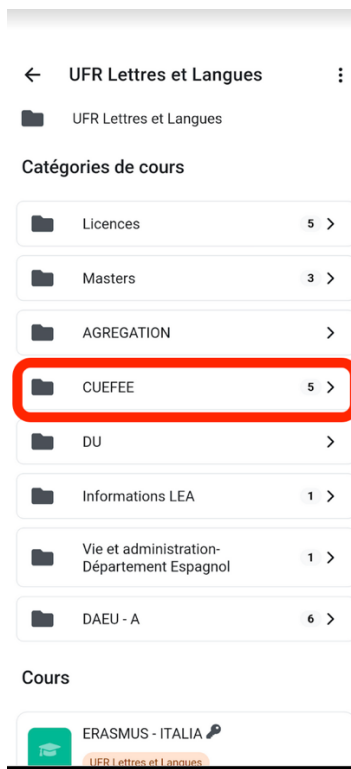 UFR Lettres et Langues
UFR Lettres et Langues
Catégories de cours
Licences 5
Masters 3
AGREGATION
CUEFEE 5
DU
Informations LEA 1
Vie et administration-
Département Espagnol 1
DAEU - A 6
Cours
ERASMUS - ITALIA
UFR Lettres et Langues